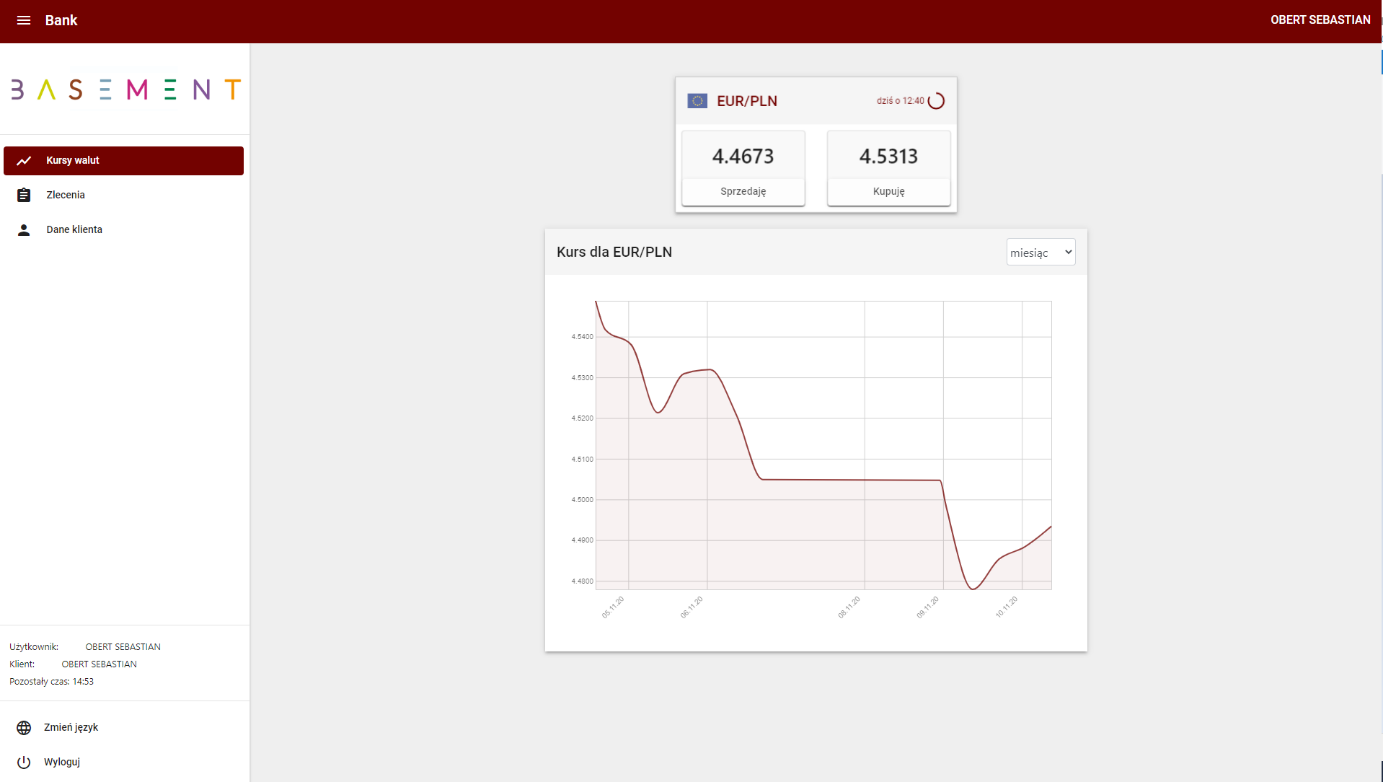 Bank
OBERT SEBASTIAN
BASEMENT
Kursy walut
Zlecenia
Dane klienta
EUR/PLN
dziś o 12:40
4.4673
4.5313
Sprzedaję
Kupuję
Kurs dla EUR/PLN
miesiąc
4.5400
4.5300
4.5200
4.5100
4.5000
4.4900
4.4800
05.11.20
06.11.20
08.11.20
09.11.20
10.11.20
Użytkownik: OBERT SEBASTIAN
Klient: OBERT SEBASTIAN
Pozostały czas: 14:53
Zmień język
Wyloguj